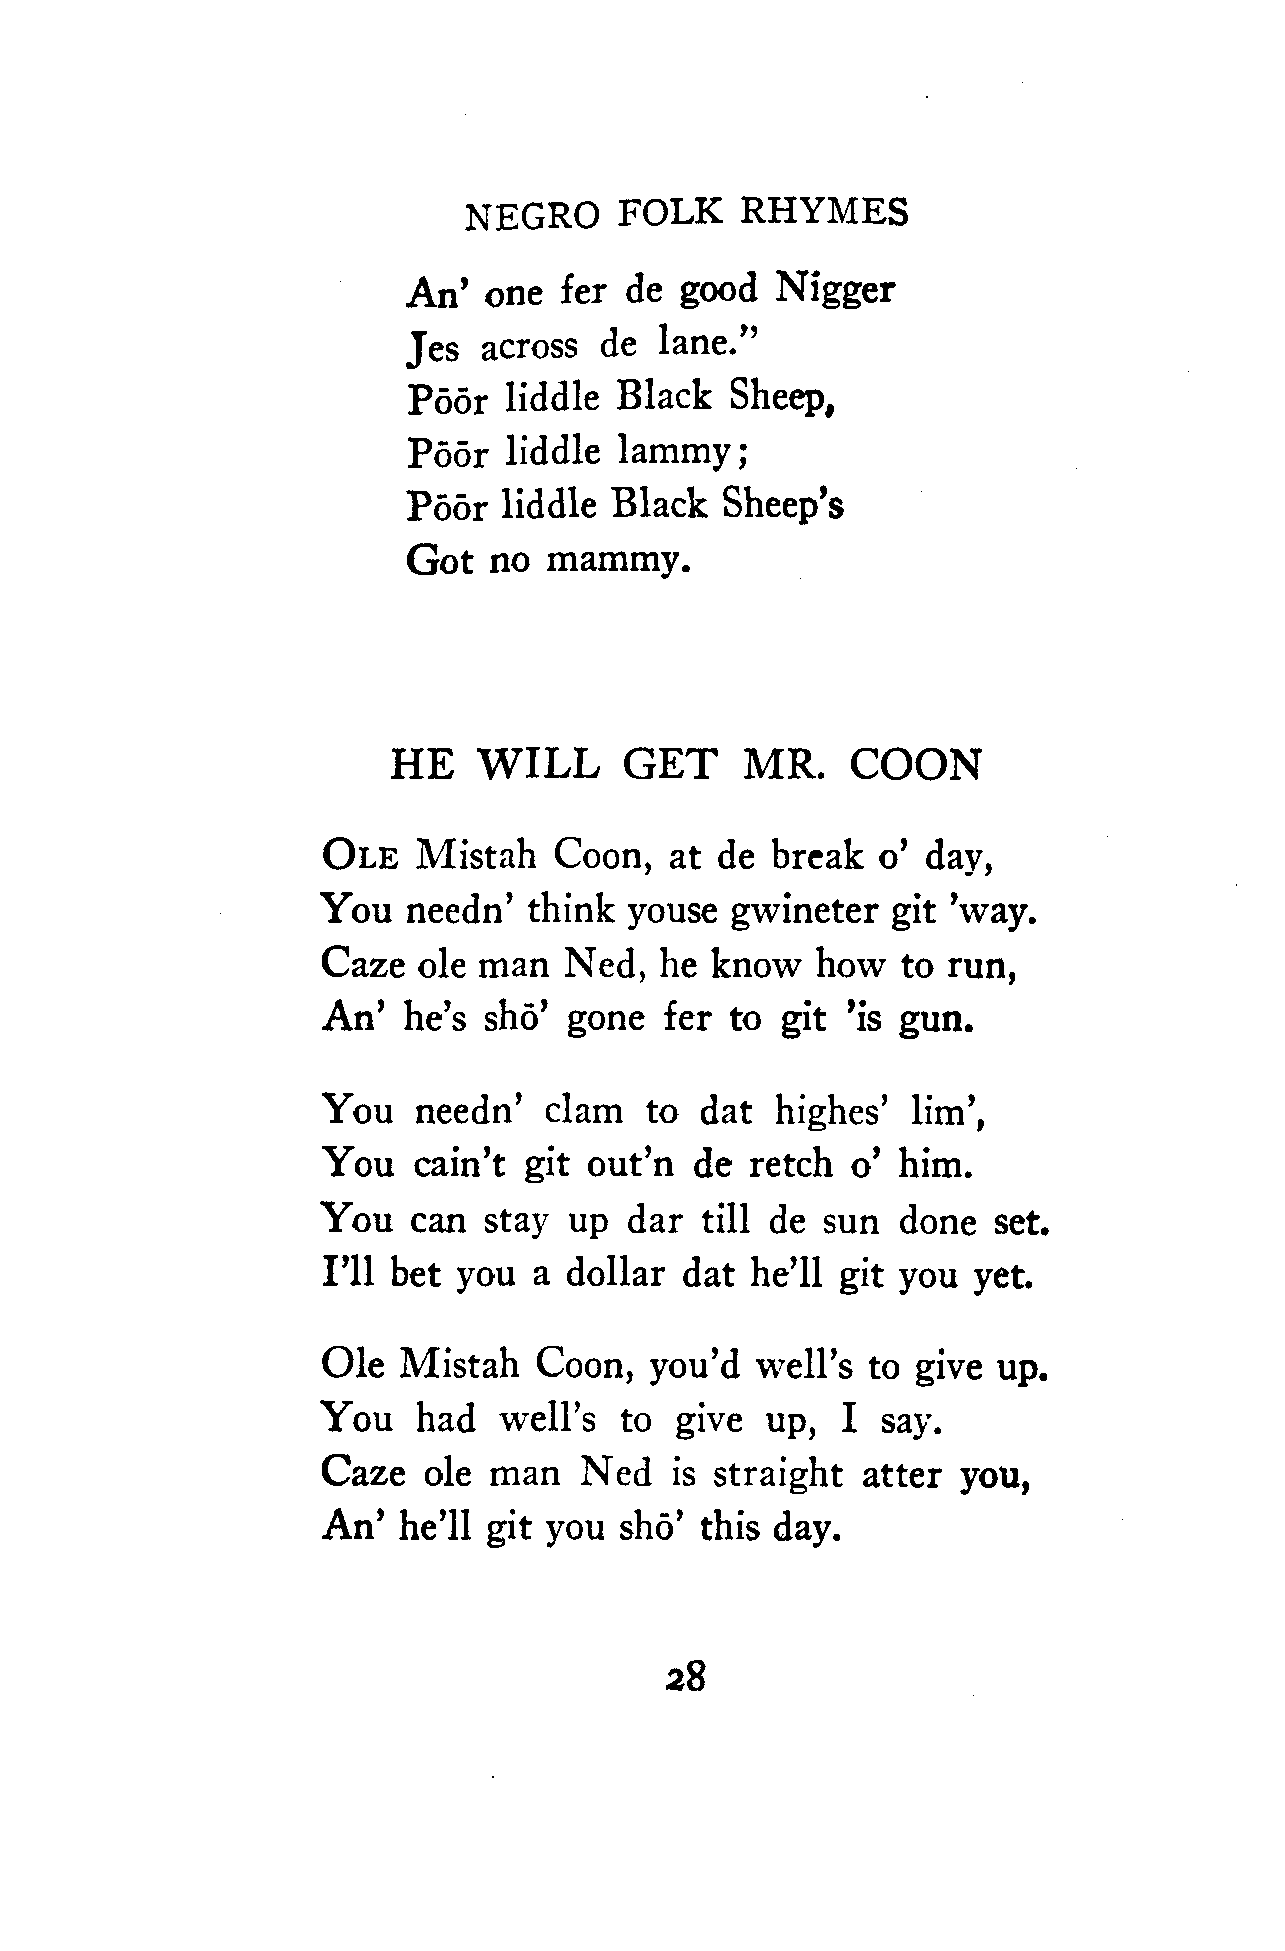 NEGRO FOLK RHYMES
An' one fer de good Nigger
Jes across de lane."
Pōōr liddle Black Sheep,
Pōōr liddle lammy;
Pōōr liddle Black Sheep's
Got no mammy.
HE WILL GET MR. COON
OLE Mistah Coon, at de break o' day,
You needn' think youse gwineter git 'way.
Caze ole man Ned, he know how to run,
An' he's shō' gone fer to git 'is gun.
You needn' clam to dat highes' lim',
You cain't git out'n de retch o' him.
You can stay up dar till de sun done set.
I'll bet you a dollar dat he'll git you yet.
Ole Mistah Coon, you'd well's to give up.
You had well's to give up, I say.
Caze ole man Ned is straight atter you,
An' he'll git you shō' this day.
28